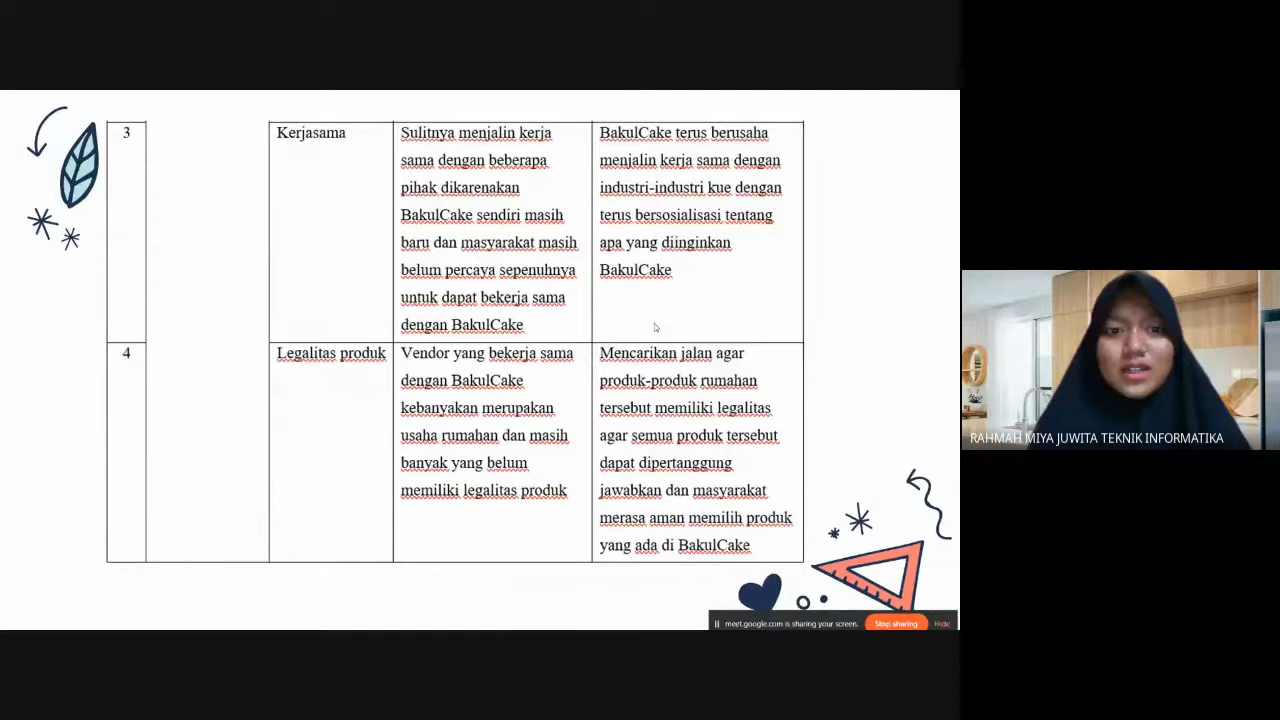 3
Kerjasama
Sulitnya menjalin kerja
sama dengan beberapa
pihak dikarenakan
BakulCake sendiri masih
baru dan masyarakat masih
belum percaya sepenuhnya
untuk dapat bekerja sama
dengan BakulCake
BakulCake terus berusaha
menjalin kerja sama dengan
industri-industri kue dengan
terus bersosialisasi tentang
apa yang diinginkan
BakulCake
4
Legalitas produk
Vendor yang bekerja sama
dengan BakulCake
kebanyakan merupakan
usaha rumahan dan masih
banyak yang belum
memiliki legalitas produk
Mencarikan jalan agar
produk-produk rumahan
tersebut memiliki legalitas
agar semua produk tersebut
dapat dipertanggung
jawabkan dan masyarakat
merasa aman memilih produk
yang ada di BakulCake
RAHMAH MIYA JUWITA TEKNIK INFORMATIKA
meet.google.com is sharing your screen.
Stop sharing
Hide